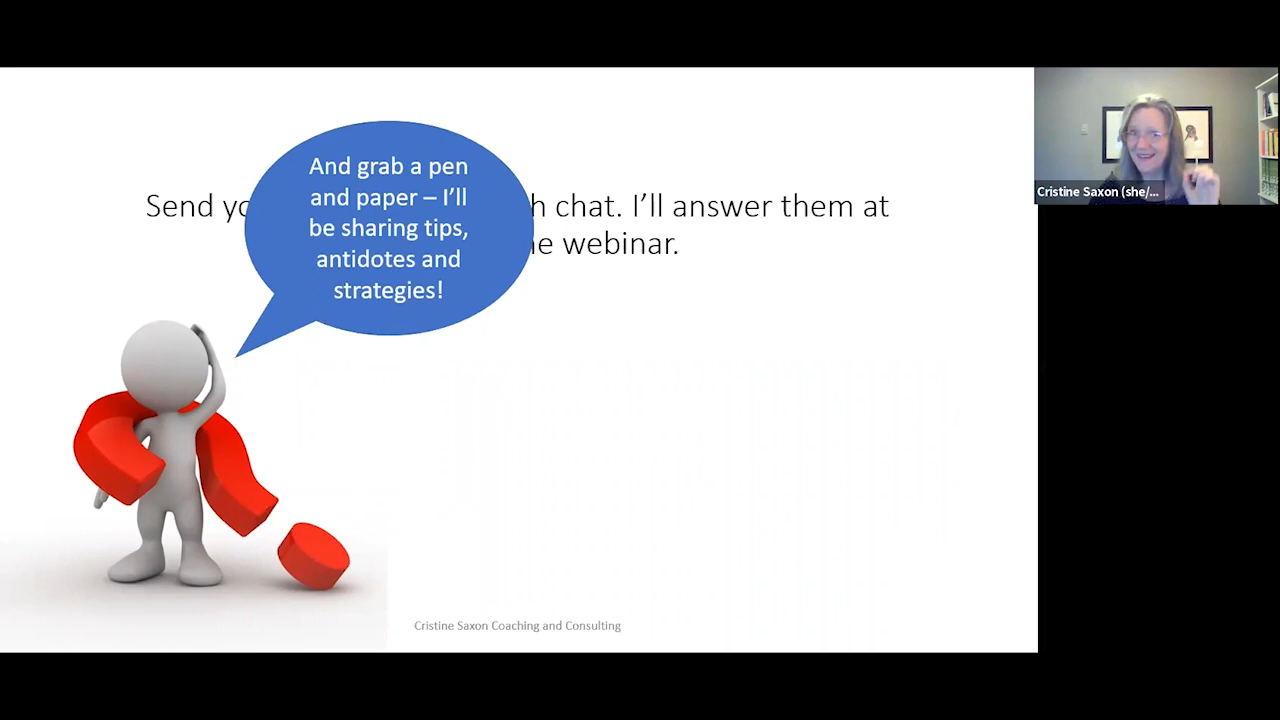 And grab a pen
and paper – I'll
be sharing tips,
antidotes and
strategies!
Send chat. I'll answer them at
webinar.
Cristine Saxon (she/...
Cristine Saxon Coaching and Consulting